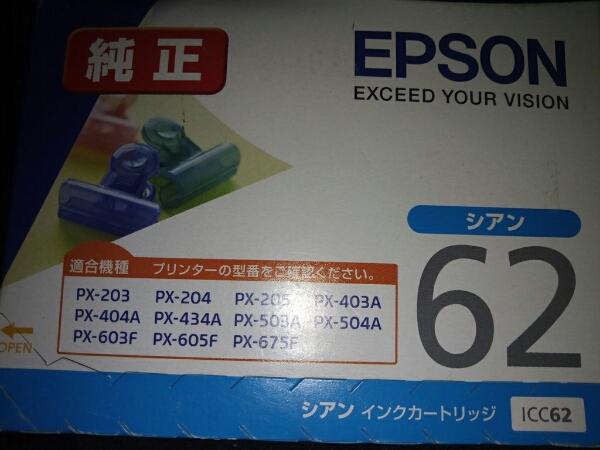 純正
EPSON
EXCEED YOUR VISION
シアン
62
適合機種 プリンターの型番をご確認ください。
PX-203 PX-204 PX-205 PX-403A
PX-404A PX-434A PX-503A PX-504A
PX-603F PX-605F PX-675F
OPEN
シアン インクカートリッジ ICC62